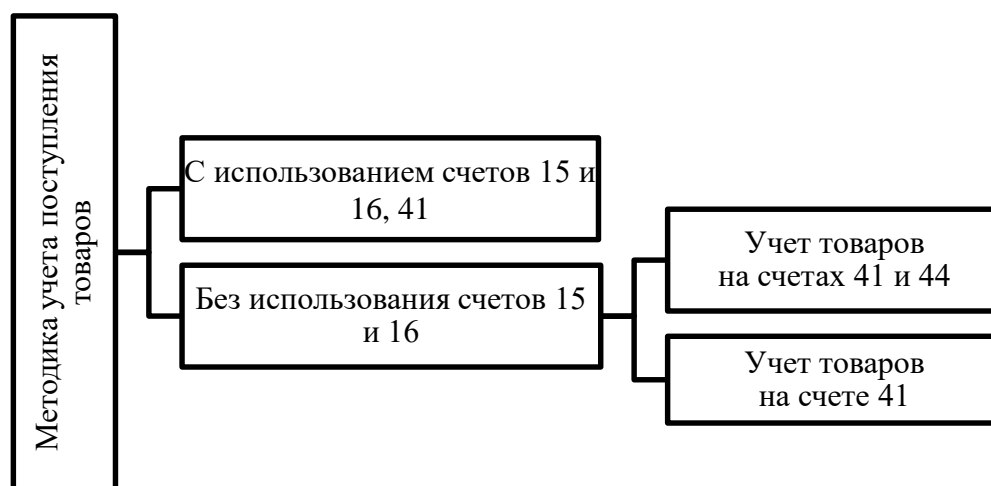 Методика учета поступления
товаров
С использованием счетов 15 и
16, 41
Без использования счетов 15
и 16
Учет товаров
на счетах 41 и 44
Учет товаров
на счете 41